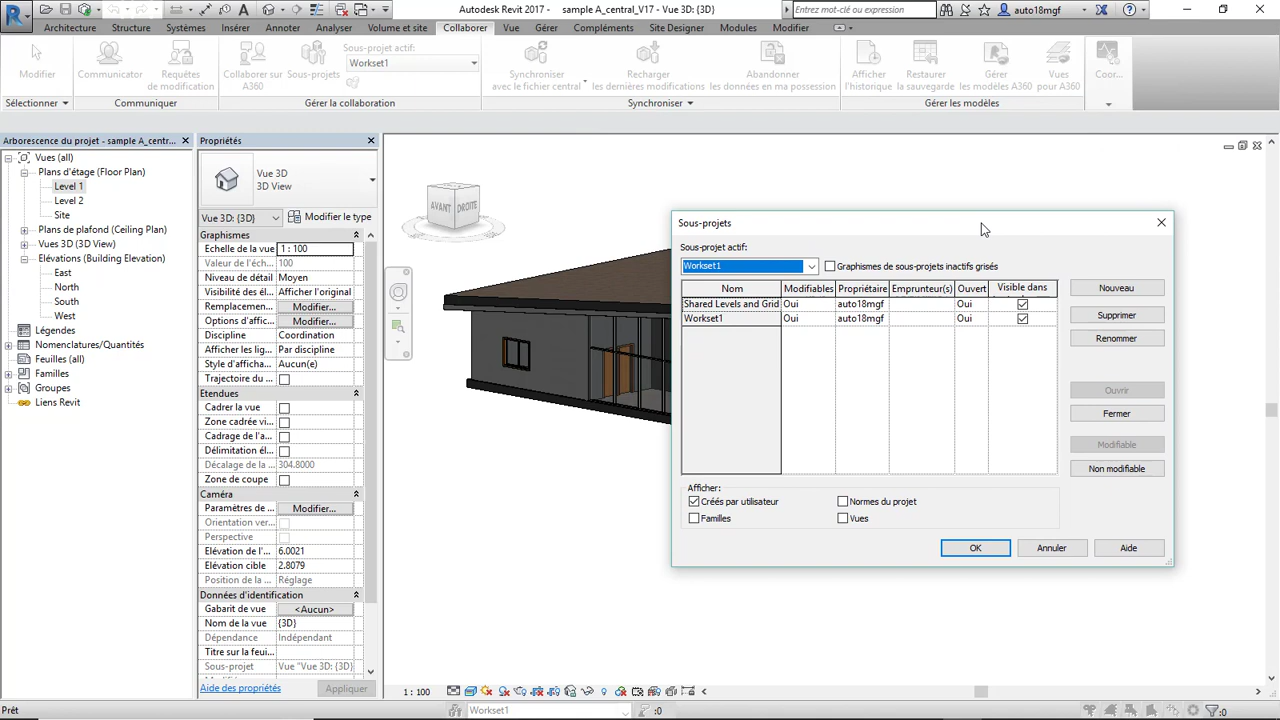 Autodesk Revit 2017 - sample A_central_V17 - Vue 3D: {3D}
Entrez mot-clé ou expression
auto18mgf
Architecture Structure Systèmes Insérer Annoter Analyser Volume et site Collaborer Vue Gérer Compléments Site Designer Modules Modifier
Modifier
Communicator
Requêtes de modification
Collaborer sur A360
Sous-projets
Sous-projet actif:
Workset1
Synchroniser avec le fichier central
Recharger les dernières modifications
Abandonner les données en ma possession
Afficher l'historique
Restaurer la sauvegarde
Gérer les modèles A360
Vues pour A360
Coor...
Sélectionner Communiquer Gérer la collaboration Synchroniser Gérer les modèles
Arborescence du projet - sample A_centr...
Vues (all)
Plans d'étage (Floor Plan)
Level 1
Level 2
Site
Plans de plafond (Ceiling Plan)
Vues 3D (3D View)
Elévations (Building Elevation)
East
North
South
West
Légendes
Nomenclatures/Quantités
Feuilles (all)
Familles
Groupes
Liens Revit
Propriétés
Vue 3D
3D View
Vue 3D: {3D} Modifier le type
Graphismes
Echelle de la vue 1 : 100
Valeur de l'éch... 100
Niveau de détail Moyen
Visibilité des él... Afficher l'original
Remplacemen... Modifier...
Options d'affic... Modifier...
Discipline Coordination
Afficher les lig... Par discipline
Style d'afficha... Aucun(e)
Trajectoire du ...
Etendues
Cadrer la vue
Zone cadrée vi...
Cadrage de l'a...
Délimitation él...
Décalage de la ... 304.8000
Zone de coupe
Caméra
Paramètres de ... Modifier...
Orientation ver...
Perspective
Elévation de l'... 6.0021
Elévation cible 2.8079
Position de la ... Réglage
Données d'identification
Gabarit de vue <Aucun>
Nom de la vue {3D}
Dépendance Indépendant
Titre sur la feui...
Sous-projet Vue "Vue 3D: {3D}
Aide des propriétés Appliquer
AVANT DROITE
Sous-projets
Sous-projet actif:
Workset1 Graphismes de sous-projets inactifs grisés
Nom Modifiables Propriétaire Emprunteur(s) Ouvert Visible dans
Shared Levels and Grid Oui auto18mgf Oui
Workset1 Oui auto18mgf Oui
Nouveau
Supprimer
Renommer
Ouvrir
Fermer
Modifiable
Non modifiable
Afficher:
Créés par utilisateur Normes du projet
Familles Vues
OK Annuler Aide
1 : 100
Prêt Workset1 :0 :0